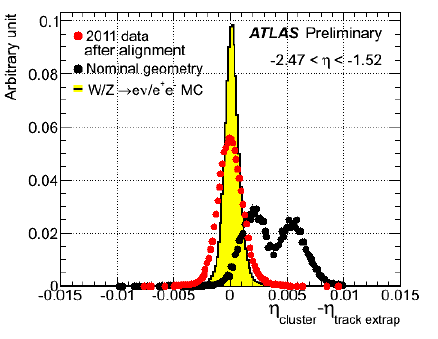 Arbitrary unit
0.1
0.08
0.06
0.04
0.02
0
2011 data
after alignment
Nominal geometry
W/Z →eν/e⁺e⁻ MC
ATLAS Preliminary
-2.47 < η < -1.52
-0.015 -0.01 -0.005 0 0.005 0.01 0.015
η_cluster -η_track extrap